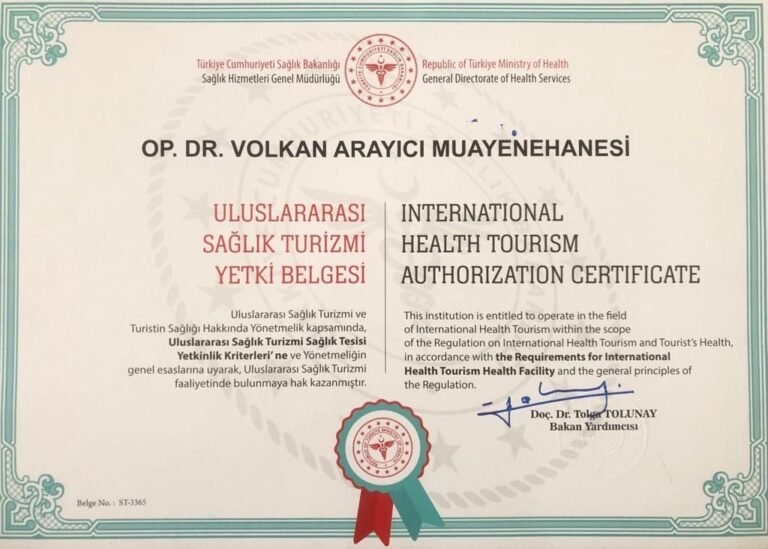 Türkiye Cumhuriyeti Sağlık Bakanlığı
Sağlık Hizmetleri Genel Müdürlüğü
Republic of Türkiye Ministry of Health
General Directorate of Health Services
OP. DR. VOLKAN ARAYICI MUAYENEHANESİ
ULUSLARARASI
SAĞLIK TURİZMİ
YETKİ BELGESİ
INTERNATIONAL
HEALTH TOURISM
AUTHORIZATION CERTIFICATE
Uluslararası Sağlık Turizmi ve
Turistin Sağlığı Hakkında Yönetmelik kapsamında,
Uluslararası Sağlık Turizmi Sağlık Tesisi
Yetkinlik Kriterleri' ne ve Yönetmeliğin
genel esaslarına uyarak, Uluslararası Sağlık Turizmi
faaliyetinde bulunmaya hak kazanmıştır.
This institution is entitled to operate in the field
of International Health Tourism within the scope
of the Regulation on International Health Tourism and Tourist's Health,
in accordance with the Requirements for International
Health Tourism Health Facility and the general principles of
the Regulation.
Doç. Dr. Tolga TOLUNAY
Bakan Yardımcısı
Belge No. : ST-3365